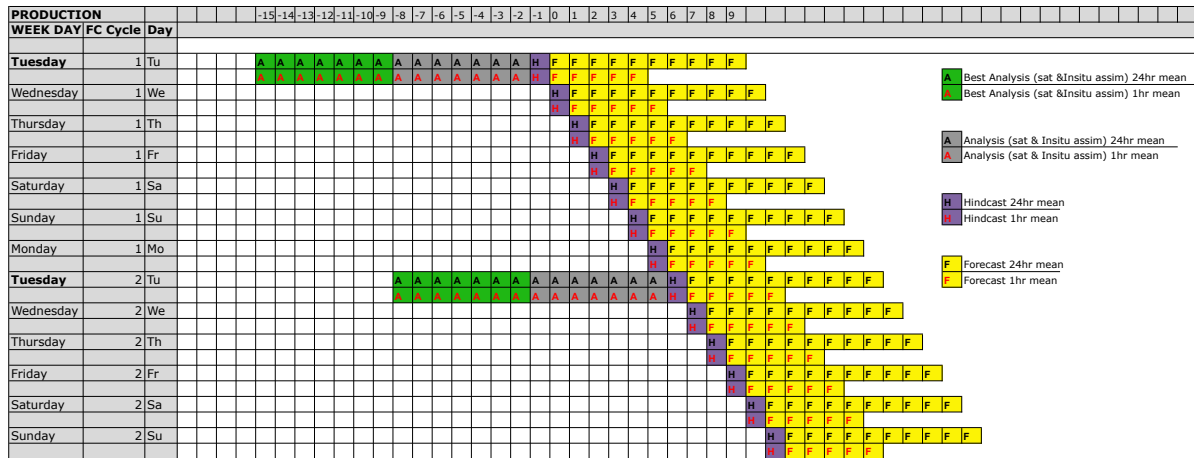 PRODUCTION -15 -14 -13 -12 -11 -10 -9 -8 -7 -6 -5 -4 -3 -2 -1 0 1 2 3 4 5 6 7 8 9
WEEK DAY FC Cycle Day
Tuesday 1 Tu A A A A A A A A A A A A A A H F F F F F F F F F F
A A A A A A A A A A A A A A H F F F F F
Wednesday 1 We H F F F F F F F F F F
H F F F F F
Thursday 1 Th H F F F F F F F F F F
H F F F F F
Friday 1 Fr H F F F F F F F F F F
H F F F F F
Saturday 1 Sa H F F F F F F F F F F
H F F F F F
Sunday 1 Su H F F F F F F F F F F
H F F F F F
Monday 1 Mo H F F F F F F F F F F
H F F F F F
Tuesday 2 Tu A A A A A A A A A A A A A A H F F F F F F F F F F
A A A A A A A A A A A A A A H F F F F F
Wednesday 2 We H F F F F F F F F F F
H F F F F F
Thursday 2 Th H F F F F F F F F F F
H F F F F F
Friday 2 Fr H F F F F F F F F F F
H F F F F F
Saturday 2 Sa H F F F F F F F F F F
H F F F F F
Sunday 2 Su H F F F F F F F F F F
H F F F F F
A Best Analysis (sat &Insitu assim) 24hr mean
A Best Analysis (sat &Insitu assim) 1hr mean
A Analysis (sat & Insitu assim) 24hr mean
A Analysis (sat & Insitu assim) 1hr mean
H Hindcast 24hr mean
H Hindcast 1hr mean
F Forecast 24hr mean
F Forecast 1hr mean